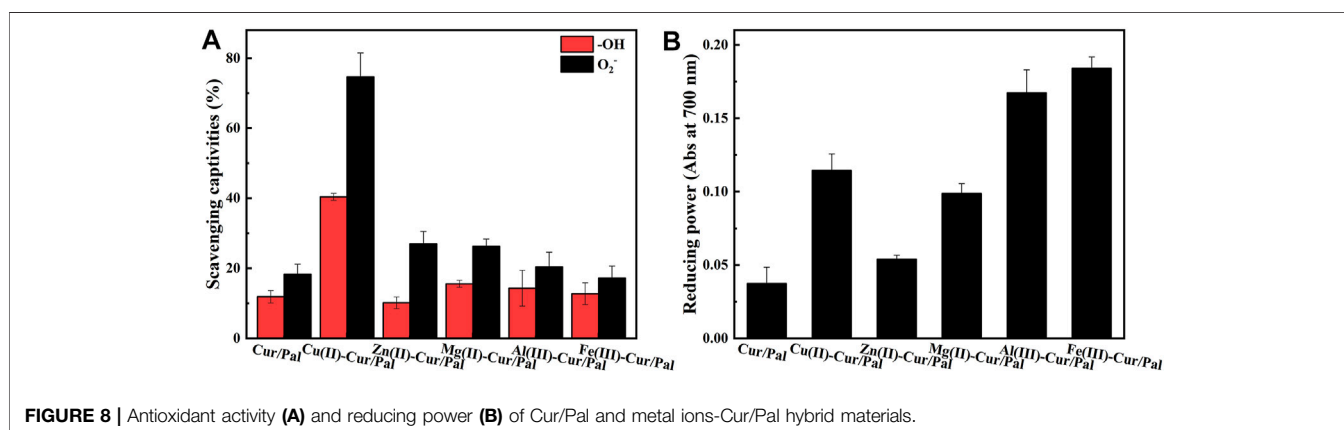 A
-OH
O₂⁻
Scavenging captivities (%)
80
60
40
20
0
Cur/Pal
Cu(II)-Cur/Pal
Zn(II)-Cur/Pal
Mg(II)-Cur/Pal
Al(III)-Cur/Pal
Fe(III)-Cur/Pal
B
Reducing power (Abs at 700 nm)
0.20
0.15
0.10
0.05
0.00
Cur/Pal
Cu(II)-Cur/Pal
Zn(II)-Cur/Pal
Mg(II)-Cur/Pal
Al(III)-Cur/Pal
Fe(III)-Cur/Pal
FIGURE 8 | Antioxidant activity (A) and reducing power (B) of Cur/Pal and metal ions-Cur/Pal hybrid materials.